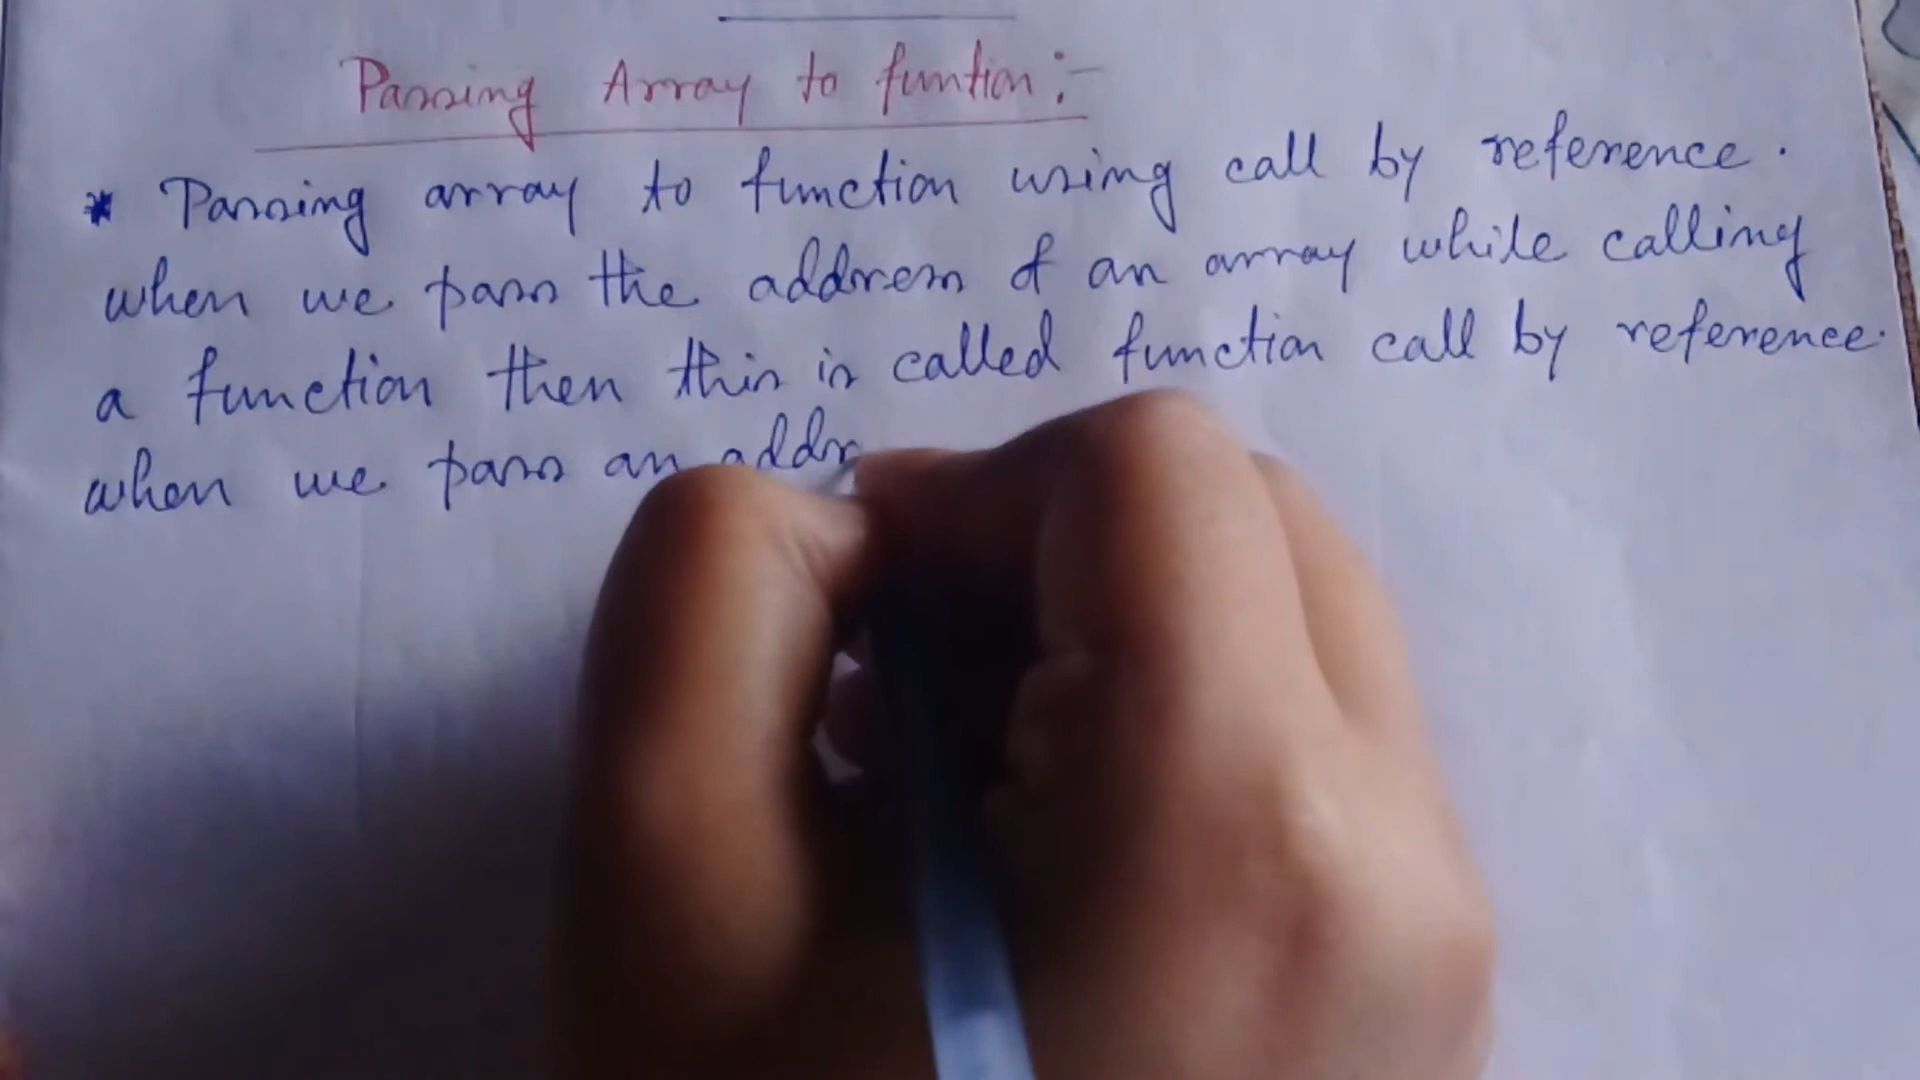 Passing Array to funtion :-
* Passing array to function using call by reference.
when we pass the address of an array while calling
a function then this is called function call by reference.
when we pass an addr